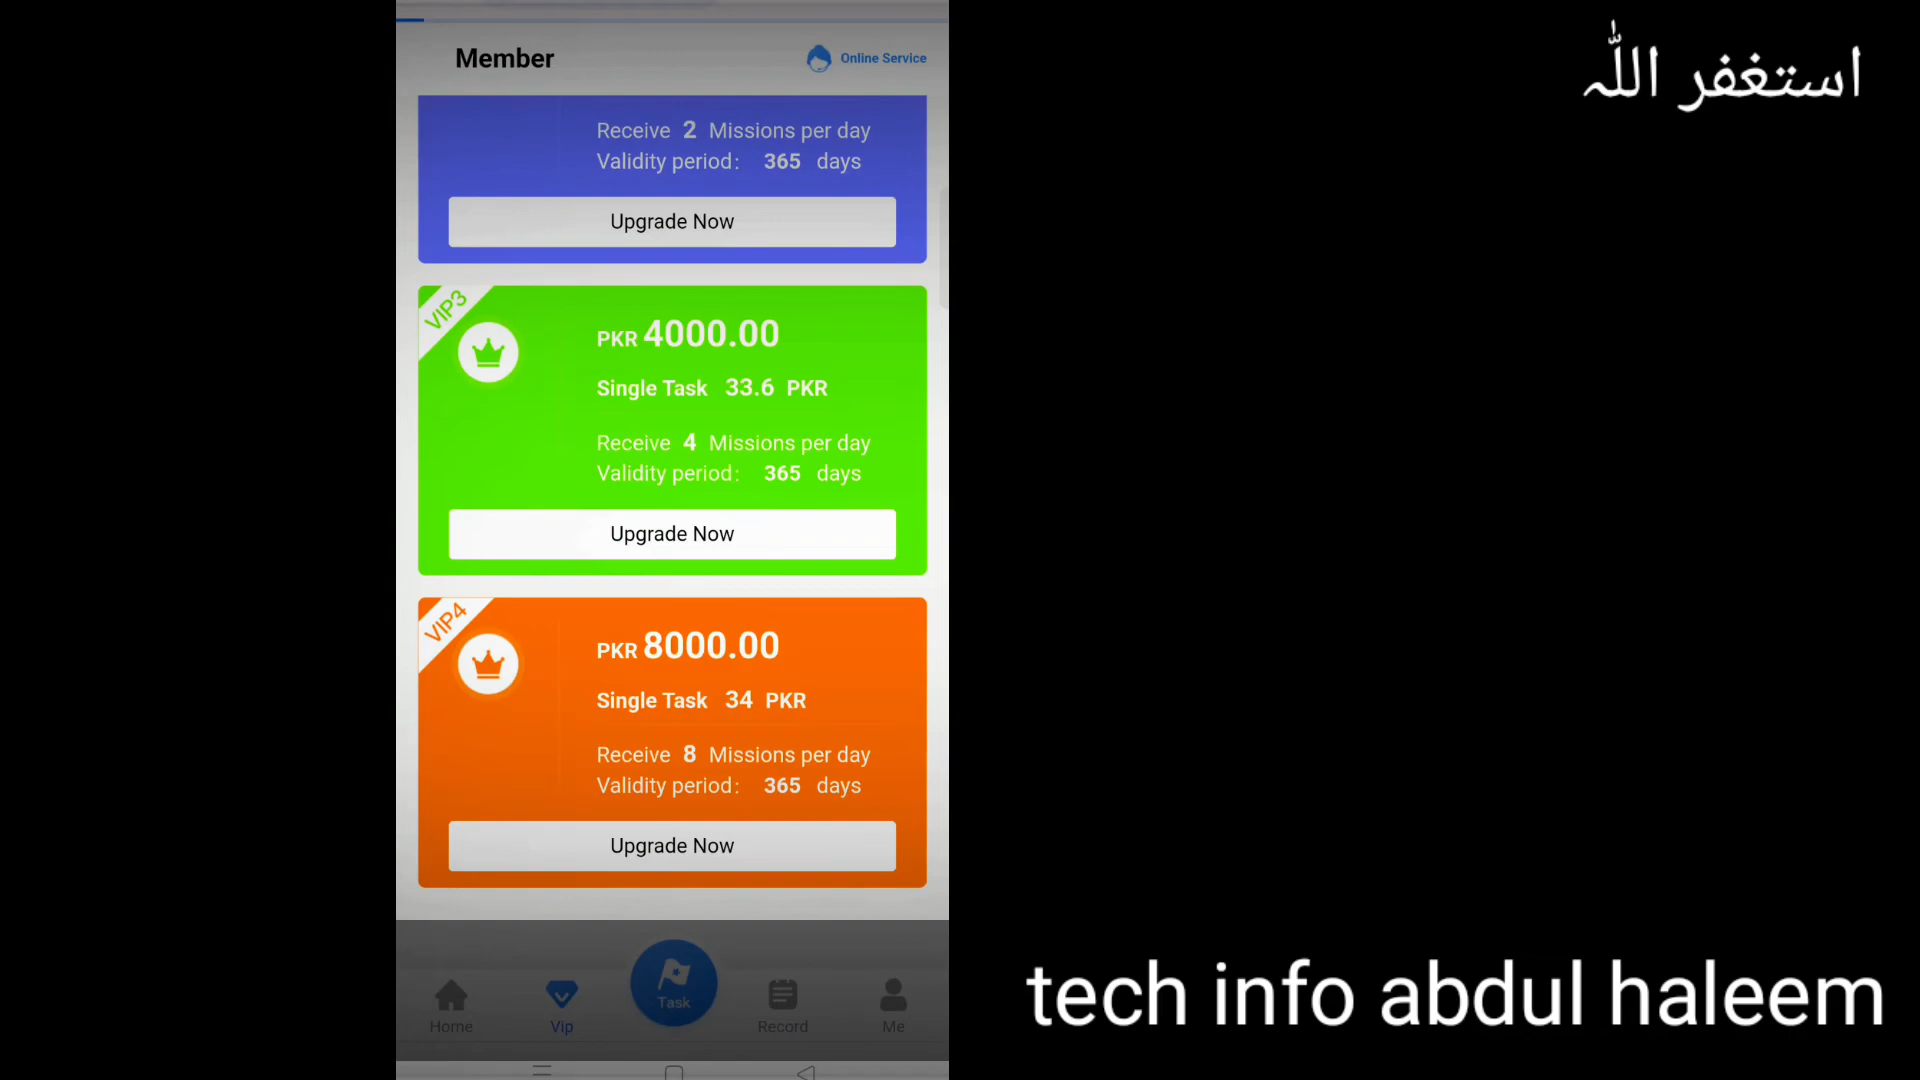 Member
Online Service
Receive 2 Missions per day
Validity period: 365 days
Upgrade Now
VIP3
PKR 4000.00
Single Task 33.6 PKR
Receive 4 Missions per day
Validity period: 365 days
Upgrade Now
VIP4
PKR 8000.00
Single Task 34 PKR
Receive 8 Missions per day
Validity period: 365 days
Upgrade Now
Home
Vip
Task
Record
Me
استغفر اللّٰہ
tech info abdul haleem